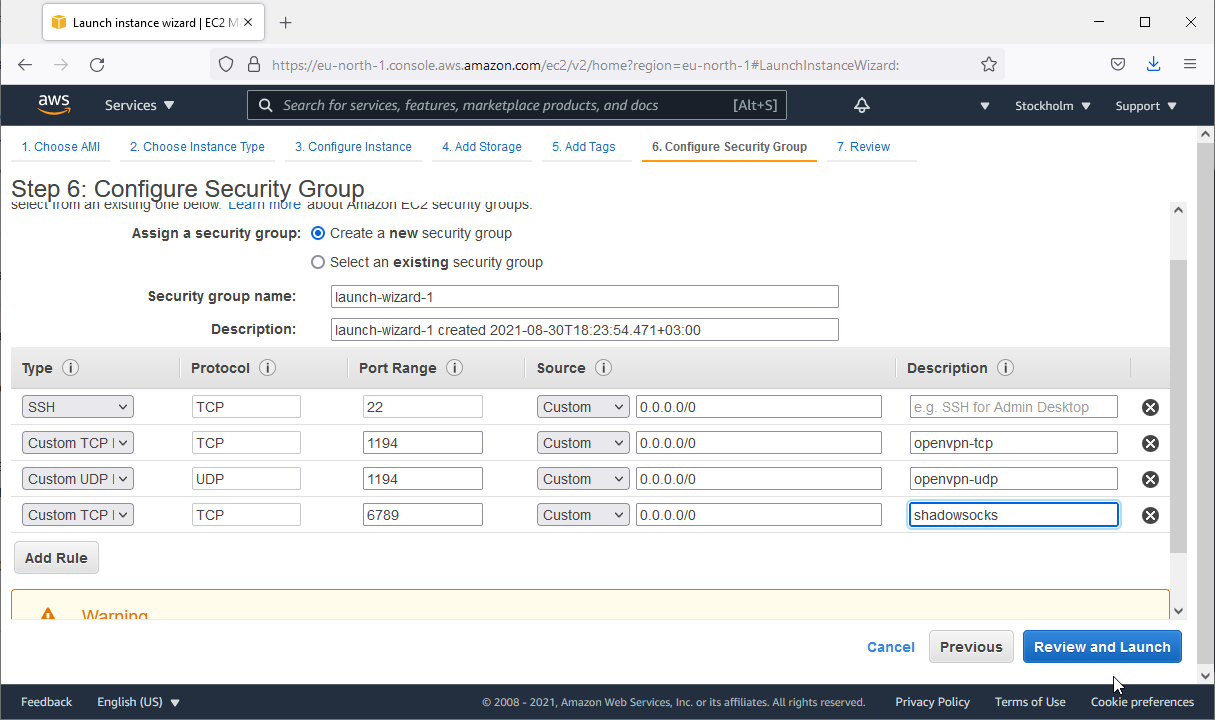 Launch instance wizard | EC2 M
https://eu-north-1.console.aws.amazon.com/ec2/v2/home?region=eu-north-1#LaunchInstanceWizard:
aws Services Search for services, features, marketplace products, and docs [Alt+S] Stockholm Support
1. Choose AMI 2. Choose Instance Type 3. Configure Instance 4. Add Storage 5. Add Tags 6. Configure Security Group 7. Review
Step 6: Configure Security Group
select from an existing one below. Learn more about Amazon EC2 security groups.
Assign a security group: Create a new security group
Select an existing security group
Security group name: launch-wizard-1
Description: launch-wizard-1 created 2021-08-30T18:23:54.471+03:00
Type i Protocol i Port Range i Source i Description i
SSH TCP 22 Custom 0.0.0.0/0 e.g. SSH for Admin Desktop
Custom TCP TCP 1194 Custom 0.0.0.0/0 openvpn-tcp
Custom UDP UDP 1194 Custom 0.0.0.0/0 openvpn-udp
Custom TCP TCP 6789 Custom 0.0.0.0/0 shadowsocks
Add Rule
Warning
Cancel Previous Review and Launch
Feedback English (US) © 2008 - 2021, Amazon Web Services, Inc. or its affiliates. All rights reserved. Privacy Policy Terms of Use Cookie preferences